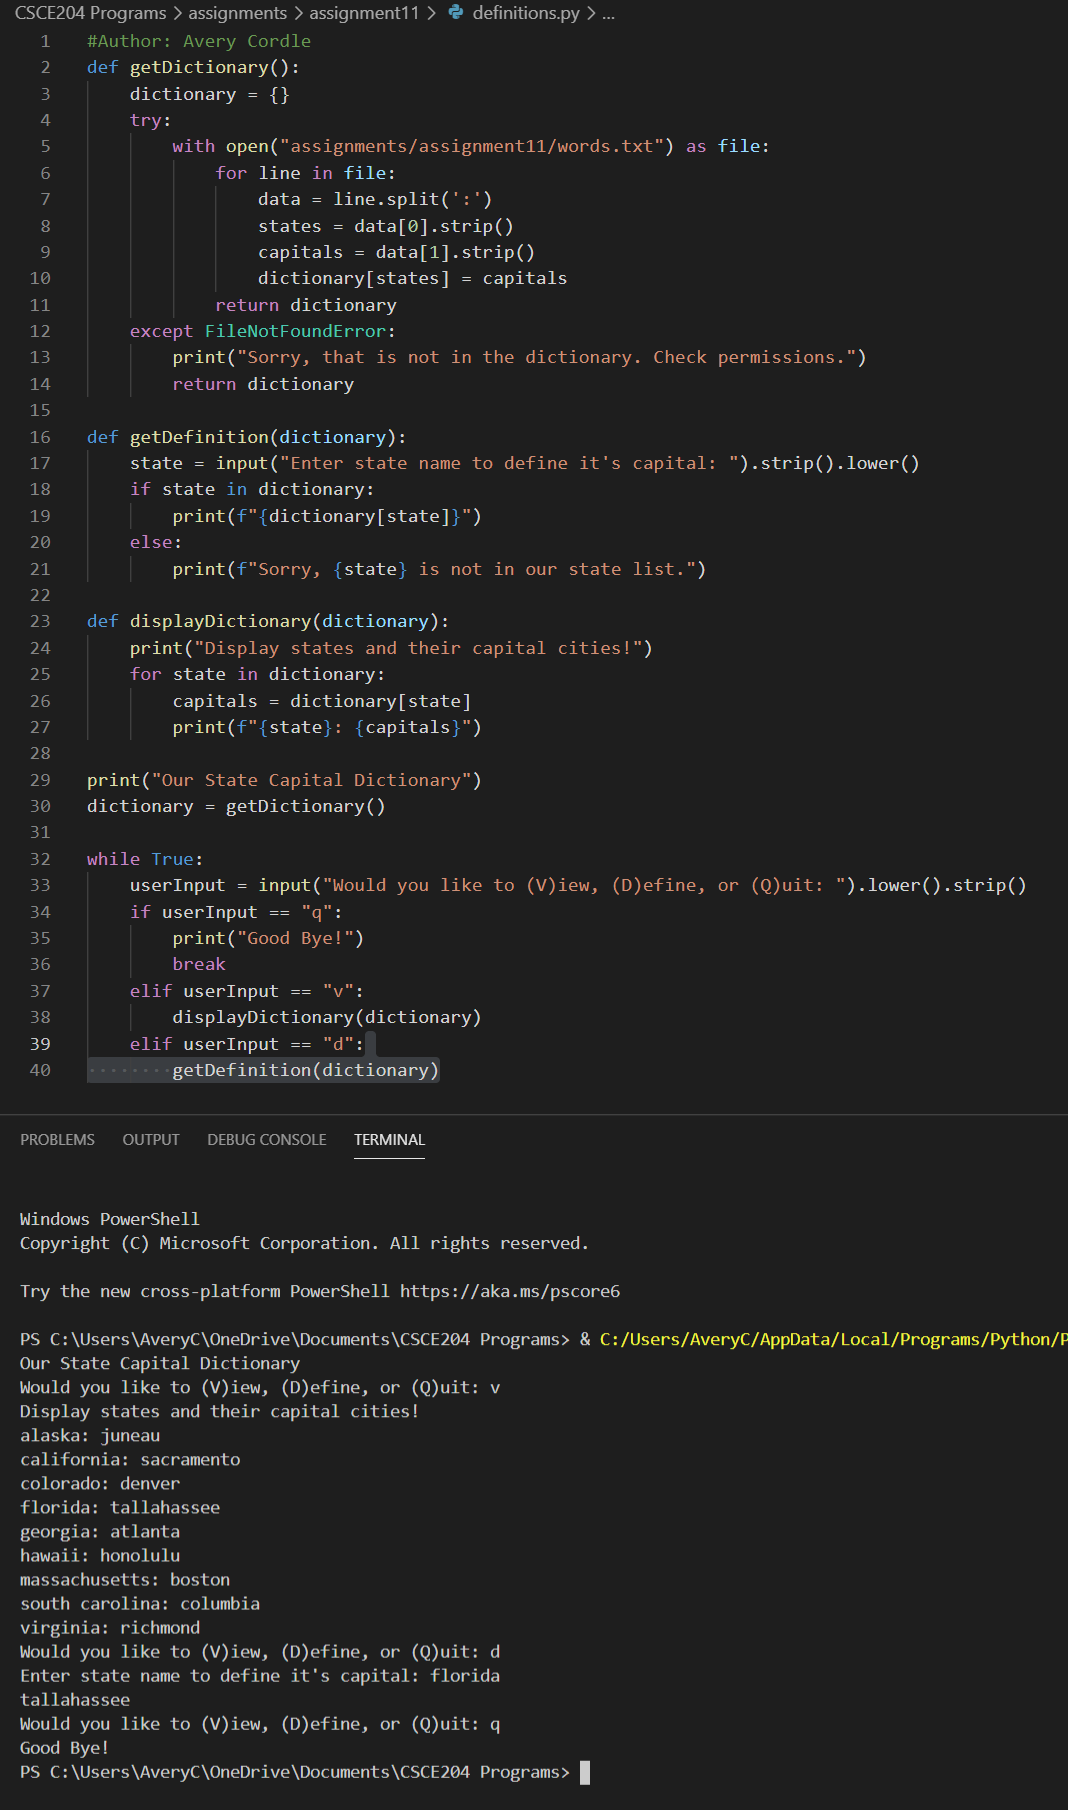 CSCE204 Programs > assignments > assignment11 > definitions.py > ...
1 #Author: Avery Cordle
2 def getDictionary():
3     dictionary = {}
4     try:
5         with open("assignments/assignment11/words.txt") as file:
6             for line in file:
7                 data = line.split(':')
8                 states = data[0].strip()
9                 capitals = data[1].strip()
10                 dictionary[states] = capitals
11             return dictionary
12     except FileNotFoundError:
13         print("Sorry, that is not in the dictionary. Check permissions.")
14         return dictionary
15
16 def getDefinition(dictionary):
17     state = input("Enter state name to define it's capital: ").strip().lower()
18     if state in dictionary:
19         print(f"{dictionary[state]}")
20     else:
21         print(f"Sorry, {state} is not in our state list.")
22
23 def displayDictionary(dictionary):
24     print("Display states and their capital cities!")
25     for state in dictionary:
26         capitals = dictionary[state]
27         print(f"{state}: {capitals}")
28
29 print("Our State Capital Dictionary")
30 dictionary = getDictionary()
31
32 while True:
33     userInput = input("Would you like to (V)iew, (D)efine, or (Q)uit: ").lower().strip()
34     if userInput == "q":
35         print("Good Bye!")
36         break
37     elif userInput == "v":
38         displayDictionary(dictionary)
39     elif userInput == "d":
40         getDefinition(dictionary)
PROBLEMS OUTPUT DEBUG CONSOLE TERMINAL
Windows PowerShell
Copyright (C) Microsoft Corporation. All rights reserved.
Try the new cross-platform PowerShell https://aka.ms/pscore6
PS C:\Users\AveryC\OneDrive\Documents\CSCE204 Programs> & C:/Users/AveryC/AppData/Local/Programs/Python/P
Our State Capital Dictionary
Would you like to (V)iew, (D)efine, or (Q)uit: v
Display states and their capital cities!
alaska: juneau
california: sacramento
colorado: denver
florida: tallahassee
georgia: atlanta
hawaii: honolulu
massachusetts: boston
south carolina: columbia
virginia: richmond
Would you like to (V)iew, (D)efine, or (Q)uit: d
Enter state name to define it's capital: florida
tallahassee
Would you like to (V)iew, (D)efine, or (Q)uit: q
Good Bye!
PS C:\Users\AveryC\OneDrive\Documents\CSCE204 Programs>